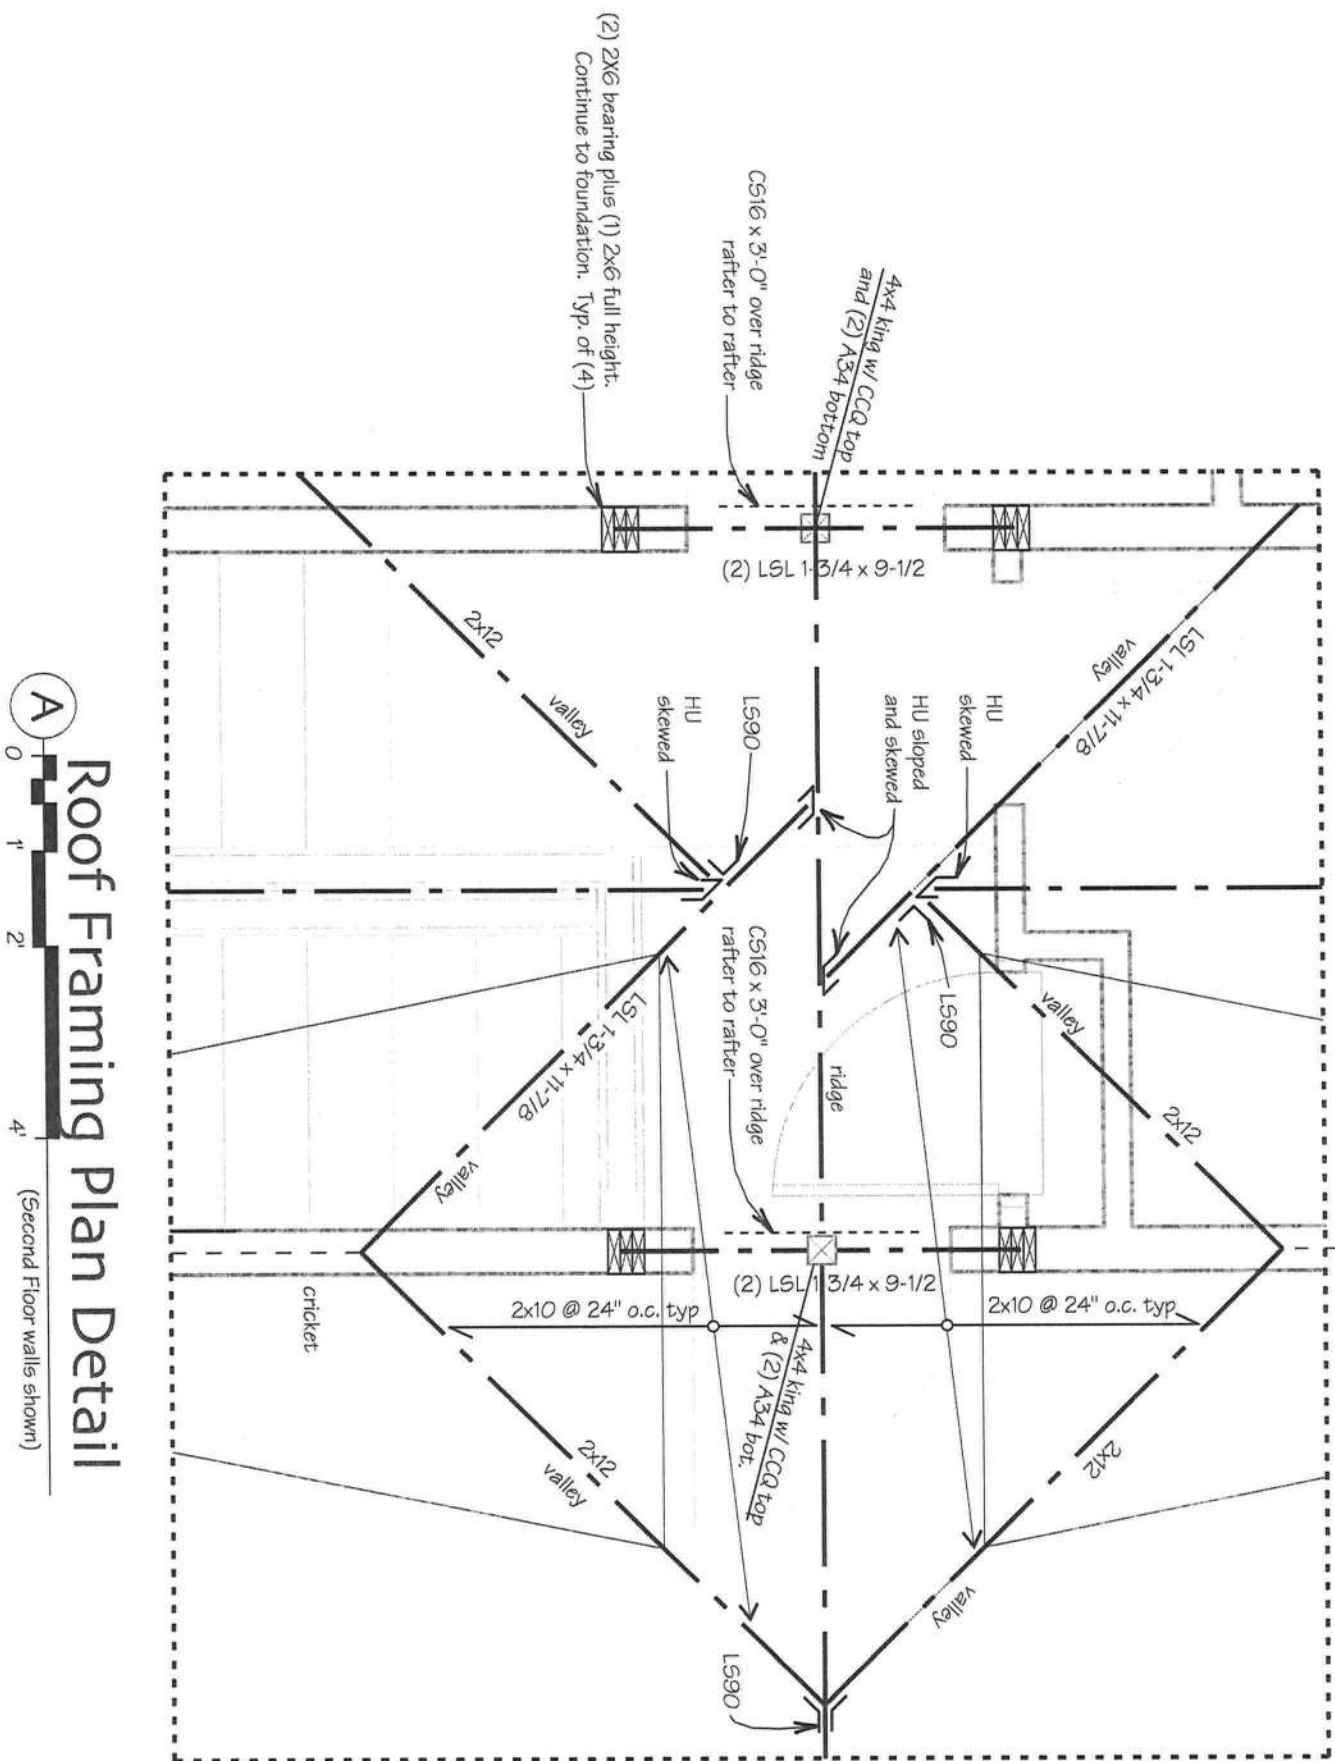 (2) 2X6 bearing plus (1) 2x6 full height.
Continue to foundation. Typ. of (4)
CS16 x 3'-0" over ridge
rafter to rafter
4x4 king w/ CCQ top
and (2) A34 bottom
(2) LSL 1-3/4 x 9-1/2
2x12
valley
LSL 1-3/4 x 11-7/8
valley
HU
skewed
LS90
HU sloped
and skewed
HU
skewed
LS90
CS16 x 3'-0" over ridge
rafter to rafter
ridge
valley
2x12
LSL 1-3/4 x 11-7/8
valley
cricket
(2) LSL 1-3/4 x 9-1/2
2x10 @ 24" o.c. typ
2x10 @ 24" o.c. typ
4x4 king w/ CCQ top
& (2) A34 bot.
2x12
valley
2x12
valley
LS90
A
Roof Framing Plan Detail
0
1'
2'
4'
(Second Floor walls shown)